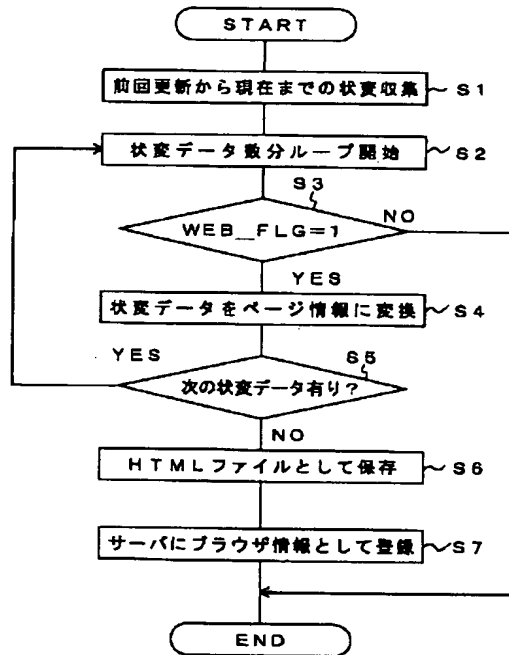 START
前回更新から現在までの状変収集
S1
状変データ数分ループ開始
S2
S3
WEB_FLG=1
NO
YES
状変データをページ情報に変換
S4
YES
S5
次の状変データ有り？
NO
HTMLファイルとして保存
S6
サーバにブラウザ情報として登録
S7
END